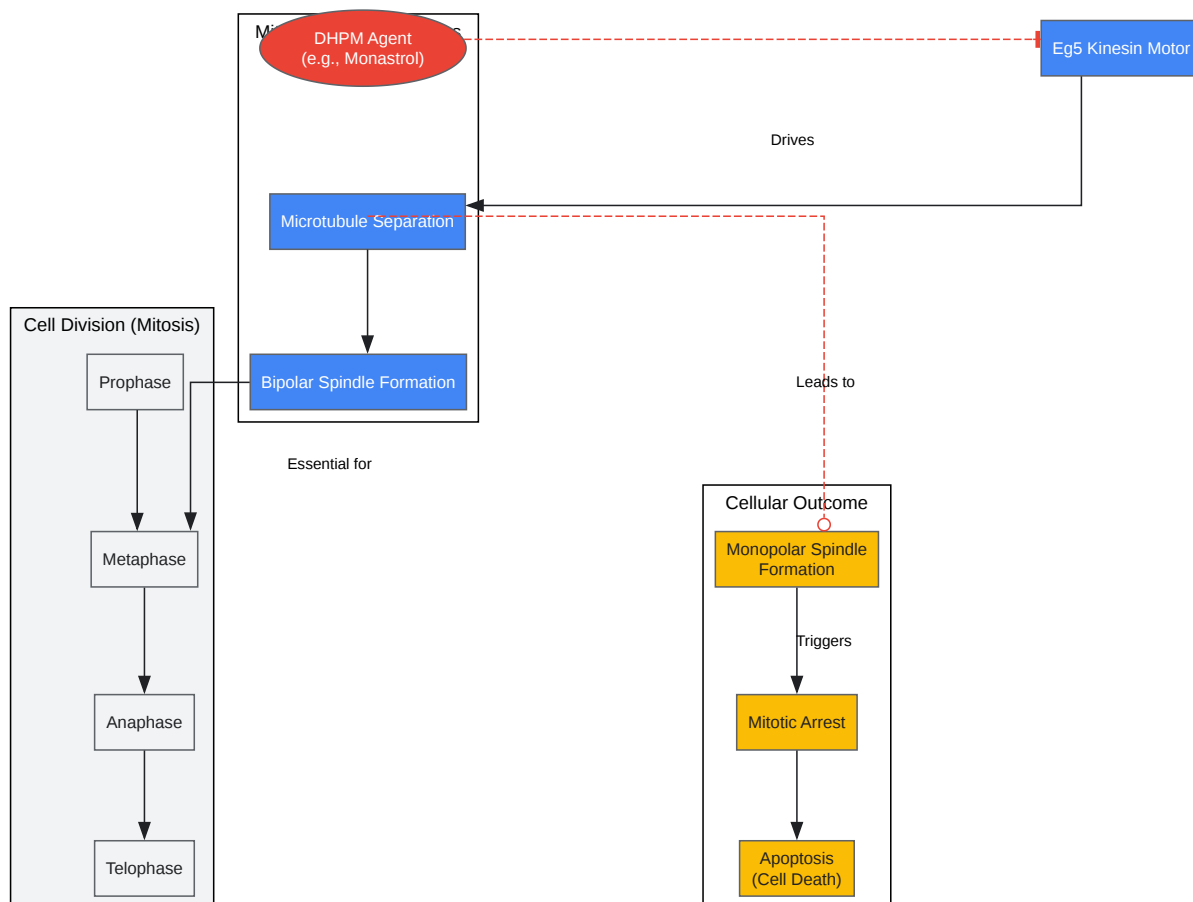 DHPM Agent
(e.g., Monastrol)
Eg5 Kinesin Motor
Drives
Microtubule Separation
Cell Division (Mitosis)
Prophase
Bipolar Spindle Formation
Leads to
Essential for
Cellular Outcome
Metaphase
Monopolar Spindle
Formation
Triggers
Anaphase
Mitotic Arrest
Telophase
Apoptosis
(Cell Death)